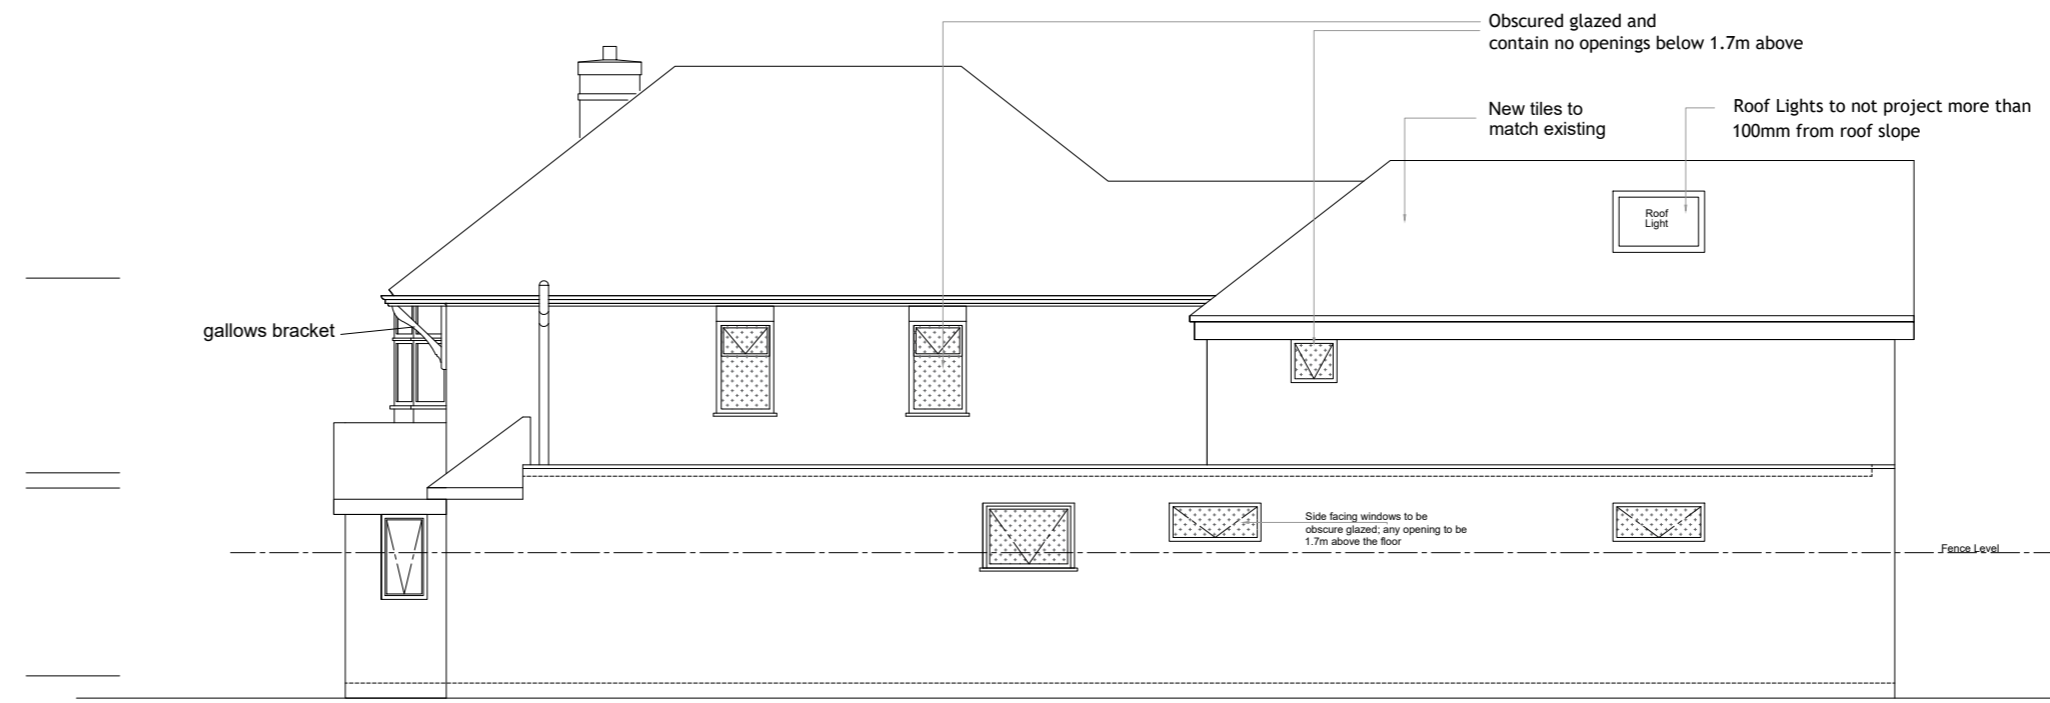 Obscured glazed and
contain no openings below 1.7m above
New tiles to
match existing
Roof Lights to not project more than
100mm from roof slope
Roof
Light
gallows bracket
Side facing windows to be
obscure glazed; any opening to be
1.7m above the floor
Fence Level